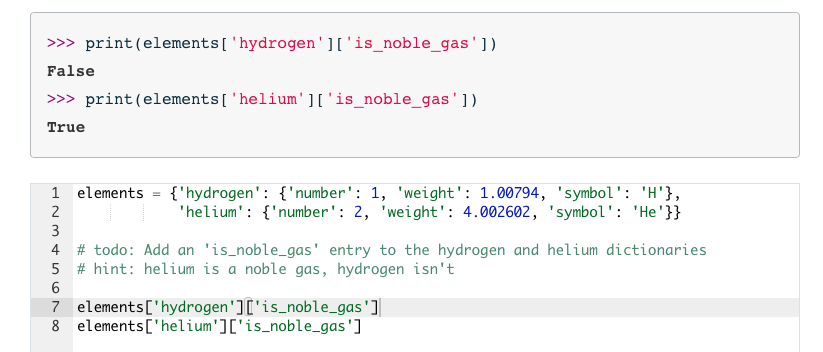 >>> print(elements['hydrogen']['is_noble_gas'])
False
>>> print(elements['helium']['is_noble_gas'])
True
1 elements = {'hydrogen': {'number': 1, 'weight': 1.00794, 'symbol': 'H'},
2 'helium': {'number': 2, 'weight': 4.002602, 'symbol': 'He'}}
3
4 # todo: Add an 'is_noble_gas' entry to the hydrogen and helium dictionaries
5 # hint: helium is a noble gas, hydrogen isn't
6
7 elements['hydrogen']['is_noble_gas']
8 elements['helium']['is_noble_gas']